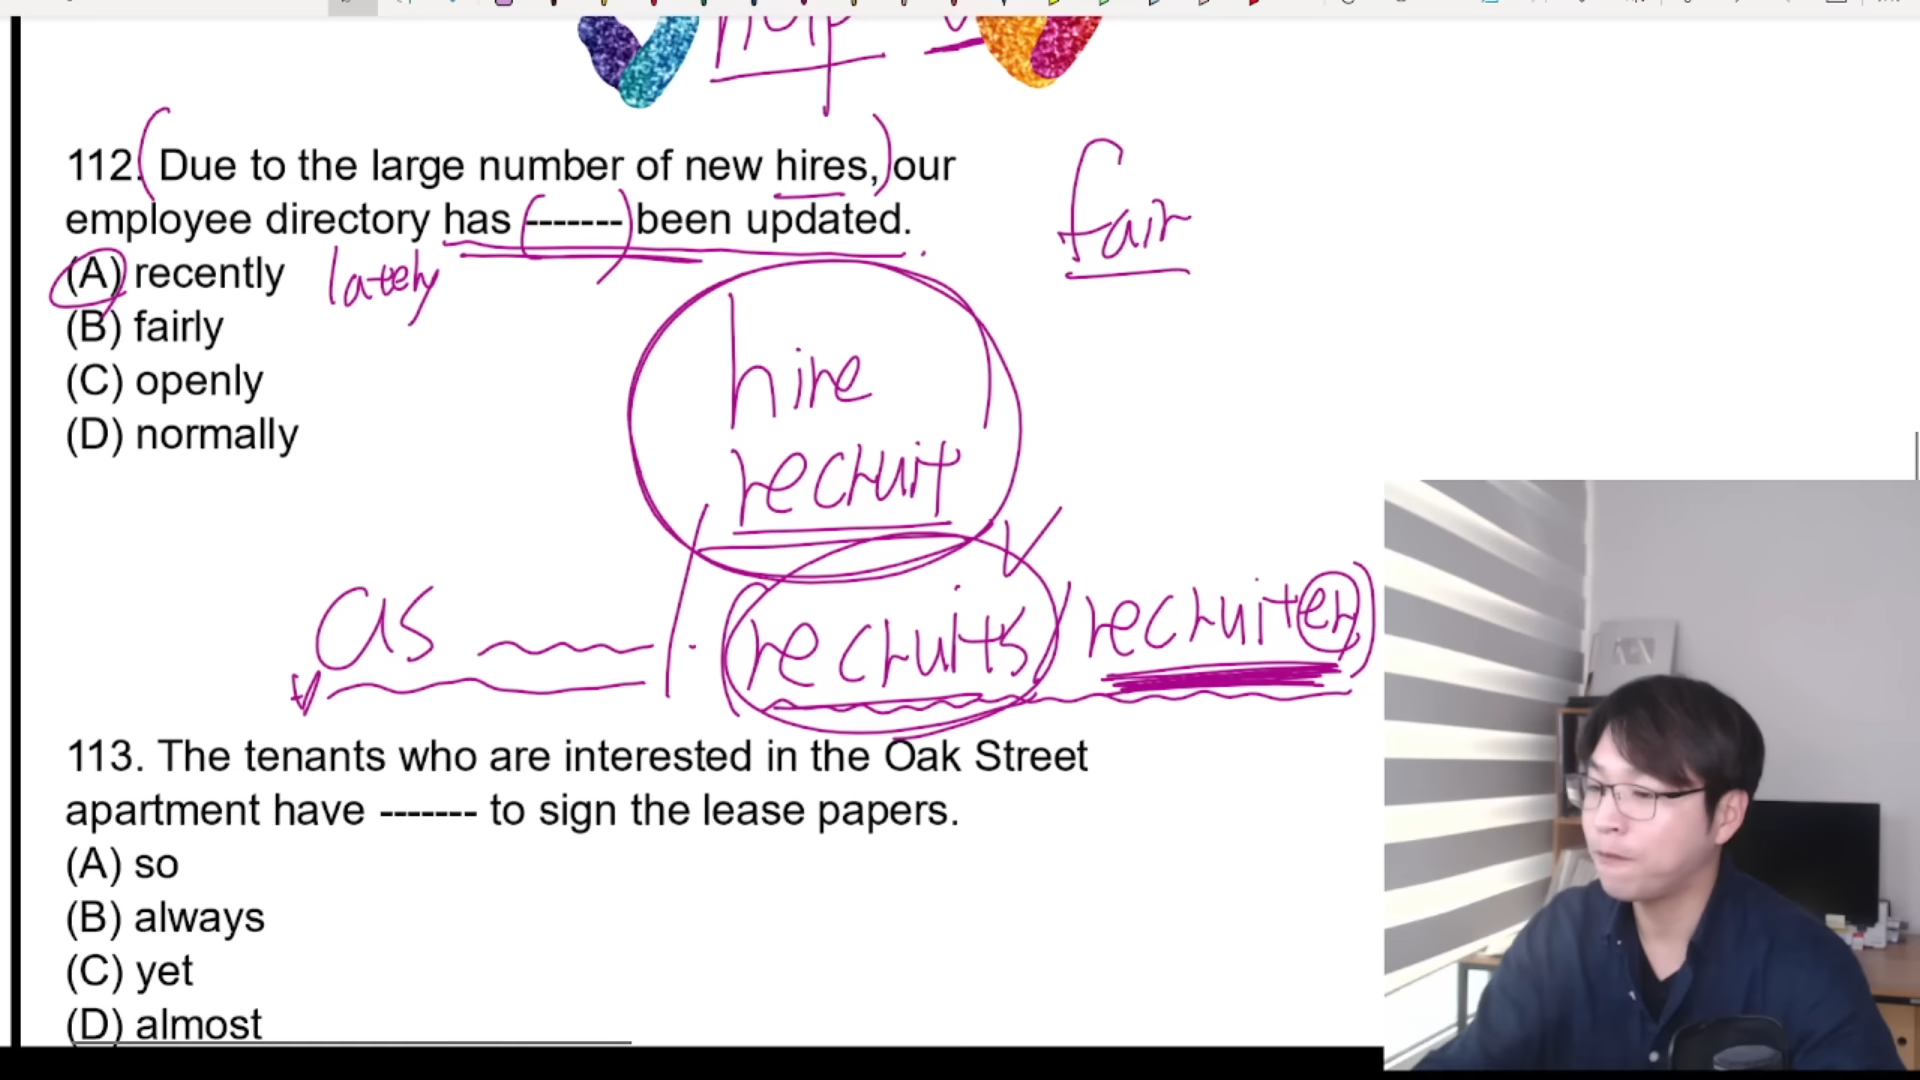 help
112. Due to the large number of new hires, our
fair
employee directory has ------- been updated.
(A) recently lately
(B) fairly
(C) openly
(D) normally
hire
recruit
as
recruits / recruiter
113. The tenants who are interested in the Oak Street
apartment have ------- to sign the lease papers.
(A) so
(B) always
(C) yet
(D) almost